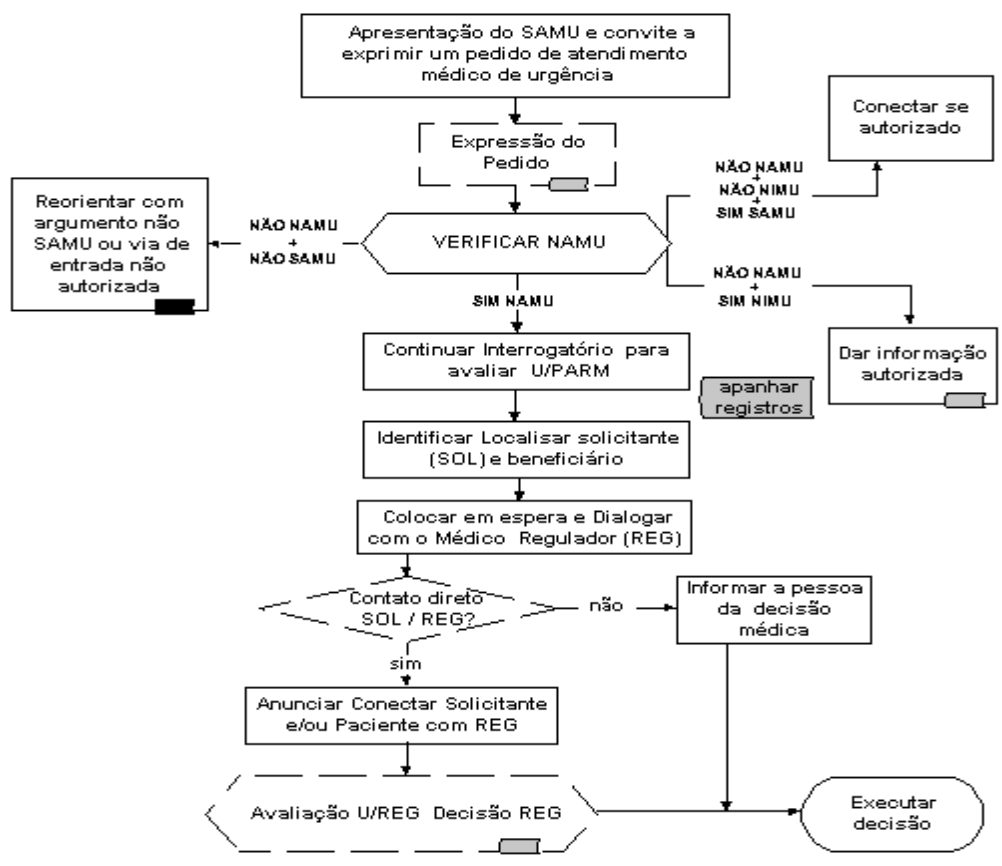 Apresentação do SAMU e convite a
exprimir um pedido de atendimento
médico de urgência
Expressão do
Pedido
Conectar se
autorizado
NÃO NAMU
+
NÃO NIMU
+
SIM SAMU
Reorientar com
argumento não
SAMU ou via de
entrada não
autorizada
NÃO NAMU
+
NÃO SAMU
VERIFICAR NAMU
NÃO NAMU
+
SIM NIMU
SIM NAMU
Continuar Interrogatório para
avaliar U/PARM
Dar informação
autorizada
apanhar
registros
Identificar Localisar solicitante
(SOL) e beneficiário
Colocar em espera e Dialogar
com o Médico Regulador (REG)
Contato direto
SOL / REG?
não
Informar a pessoa
da decisão
médica
sim
Anunciar Conectar Solicitante
e/ou Paciente com REG
Avaliação U/REG Decisão REG
Executar
decisão